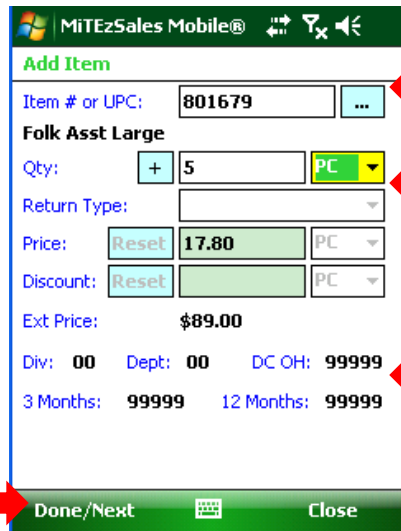 MiTEzSales Mobile®
Add Item
Item # or UPC: 801679 ...
Folk Asst Large
Qty: + 5 PC
Return Type:
Price: Reset 17.80 PC
Discount: Reset PC
Ext Price: $89.00
Div: 00 Dept: 00 DC OH: 99999
3 Months: 99999 12 Months: 99999
Done/Next Close